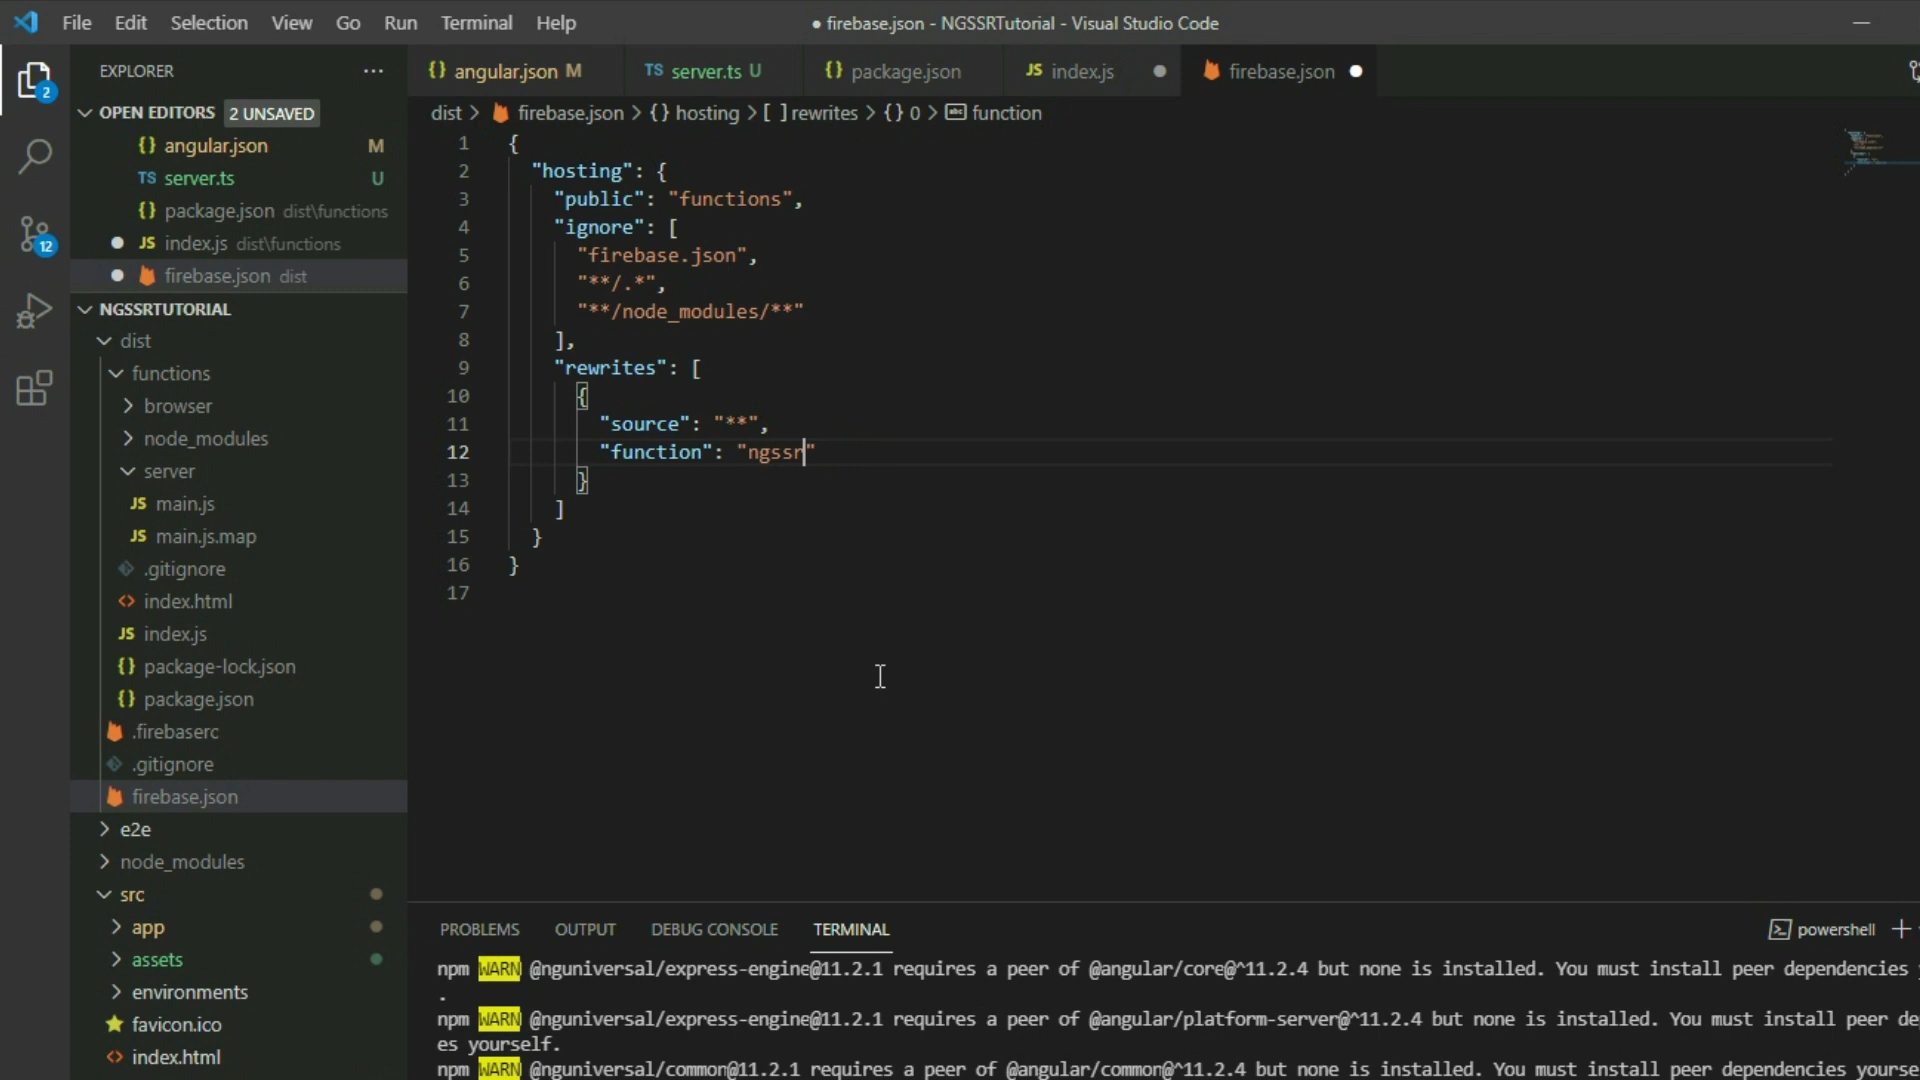 File Edit Selection View Go Run Terminal Help ● firebase.json - NGSSRTutorial - Visual Studio Code
EXPLORER ···
{} angular.json M TS server.ts U {} package.json JS index.js firebase.json
OPEN EDITORS 2 UNSAVED
dist > firebase.json > {} hosting > [ ] rewrites > {} 0 > abc function
{} angular.json M
TS server.ts U
{} package.json dist\functions
JS index.js dist\functions
firebase.json dist
NGSSRTUTORIAL
dist
functions
browser
node_modules
server
JS main.js
JS main.js.map
.gitignore
<> index.html
JS index.js
{} package-lock.json
{} package.json
.firebaserc
.gitignore
firebase.json
e2e
node_modules
src
app
assets
environments
favicon.ico
<> index.html
2
12
1 {
2 "hosting": {
3 "public": "functions",
4 "ignore": [
5 "firebase.json",
6 "**/.*",
7 "**/node_modules/**"
8 ],
9 "rewrites": [
10 {
11 "source": "**",
12 "function": "ngssr"
13 }
14 ]
15 }
16 }
17
PROBLEMS OUTPUT DEBUG CONSOLE TERMINAL powershell +
npm WARN @nguniversal/express-engine@11.2.1 requires a peer of @angular/core@^11.2.4 but none is installed. You must install peer dependencies
.
npm WARN @nguniversal/express-engine@11.2.1 requires a peer of @angular/platform-server@^11.2.4 but none is installed. You must install peer de
es yourself.
npm WARN @nguniversal/common@11.2.1 requires a peer of @angular/common@^11.2.4 but none is installed. You must install peer dependencies yourse